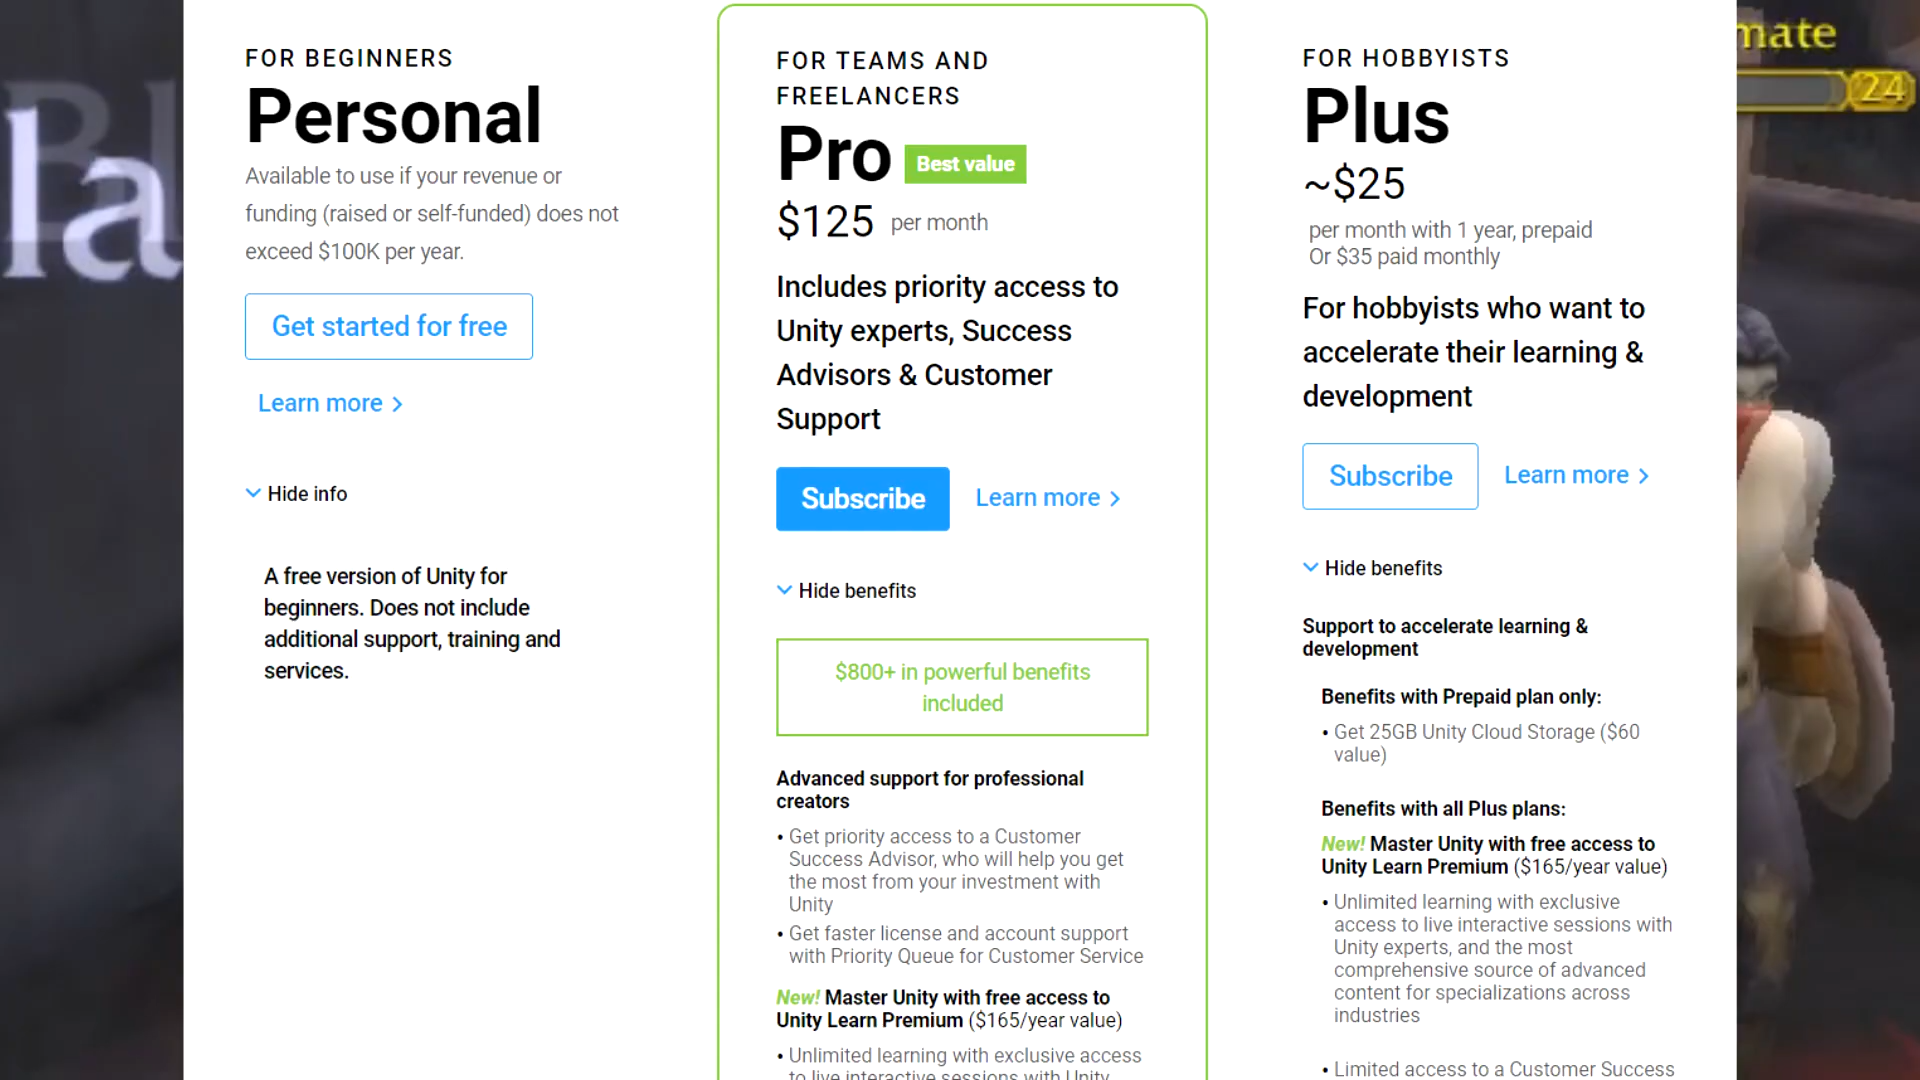 FOR BEGINNERS
Personal
Available to use if your revenue or
funding (raised or self-funded) does not
exceed $100K per year.
Get started for free
Learn more
Hide info
A free version of Unity for
beginners. Does not include
additional support, training and
services.
FOR TEAMS AND
FREELANCERS
Pro Best value
$125 per month
Includes priority access to
Unity experts, Success
Advisors & Customer
Support
Subscribe Learn more
Hide benefits
$800+ in powerful benefits
included
Advanced support for professional
creators
• Get priority access to a Customer
Success Advisor, who will help you get
the most from your investment with
Unity
• Get faster license and account support
with Priority Queue for Customer Service
New! Master Unity with free access to
Unity Learn Premium ($165/year value)
• Unlimited learning with exclusive access
to live interactive sessions with Unity
FOR HOBBYISTS
Plus
~$25
per month with 1 year, prepaid
Or $35 paid monthly
For hobbyists who want to
accelerate their learning &
development
Subscribe Learn more
Hide benefits
Support to accelerate learning &
development
Benefits with Prepaid plan only:
• Get 25GB Unity Cloud Storage ($60
value)
Benefits with all Plus plans:
New! Master Unity with free access to
Unity Learn Premium ($165/year value)
• Unlimited learning with exclusive
access to live interactive sessions with
Unity experts, and the most
comprehensive source of advanced
content for specializations across
industries
• Limited access to a Customer Success
mate
24
la